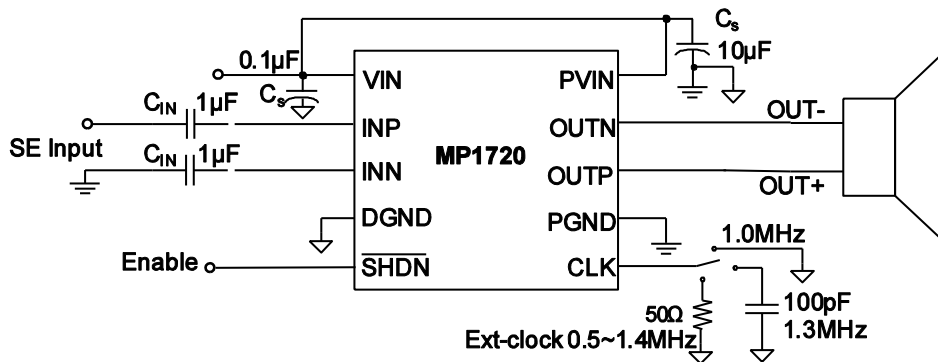 Cs
10µF
0.1µF
Cs
VIN
PVIN
CIN 1µF
INP
OUTN
OUT-
SE Input
CIN 1µF
INN
MP1720
OUTP
OUT+
DGND
PGND
1.0MHz
Enable
SHDN
CLK
50Ω
100pF
1.3MHz
Ext-clock 0.5~1.4MHz